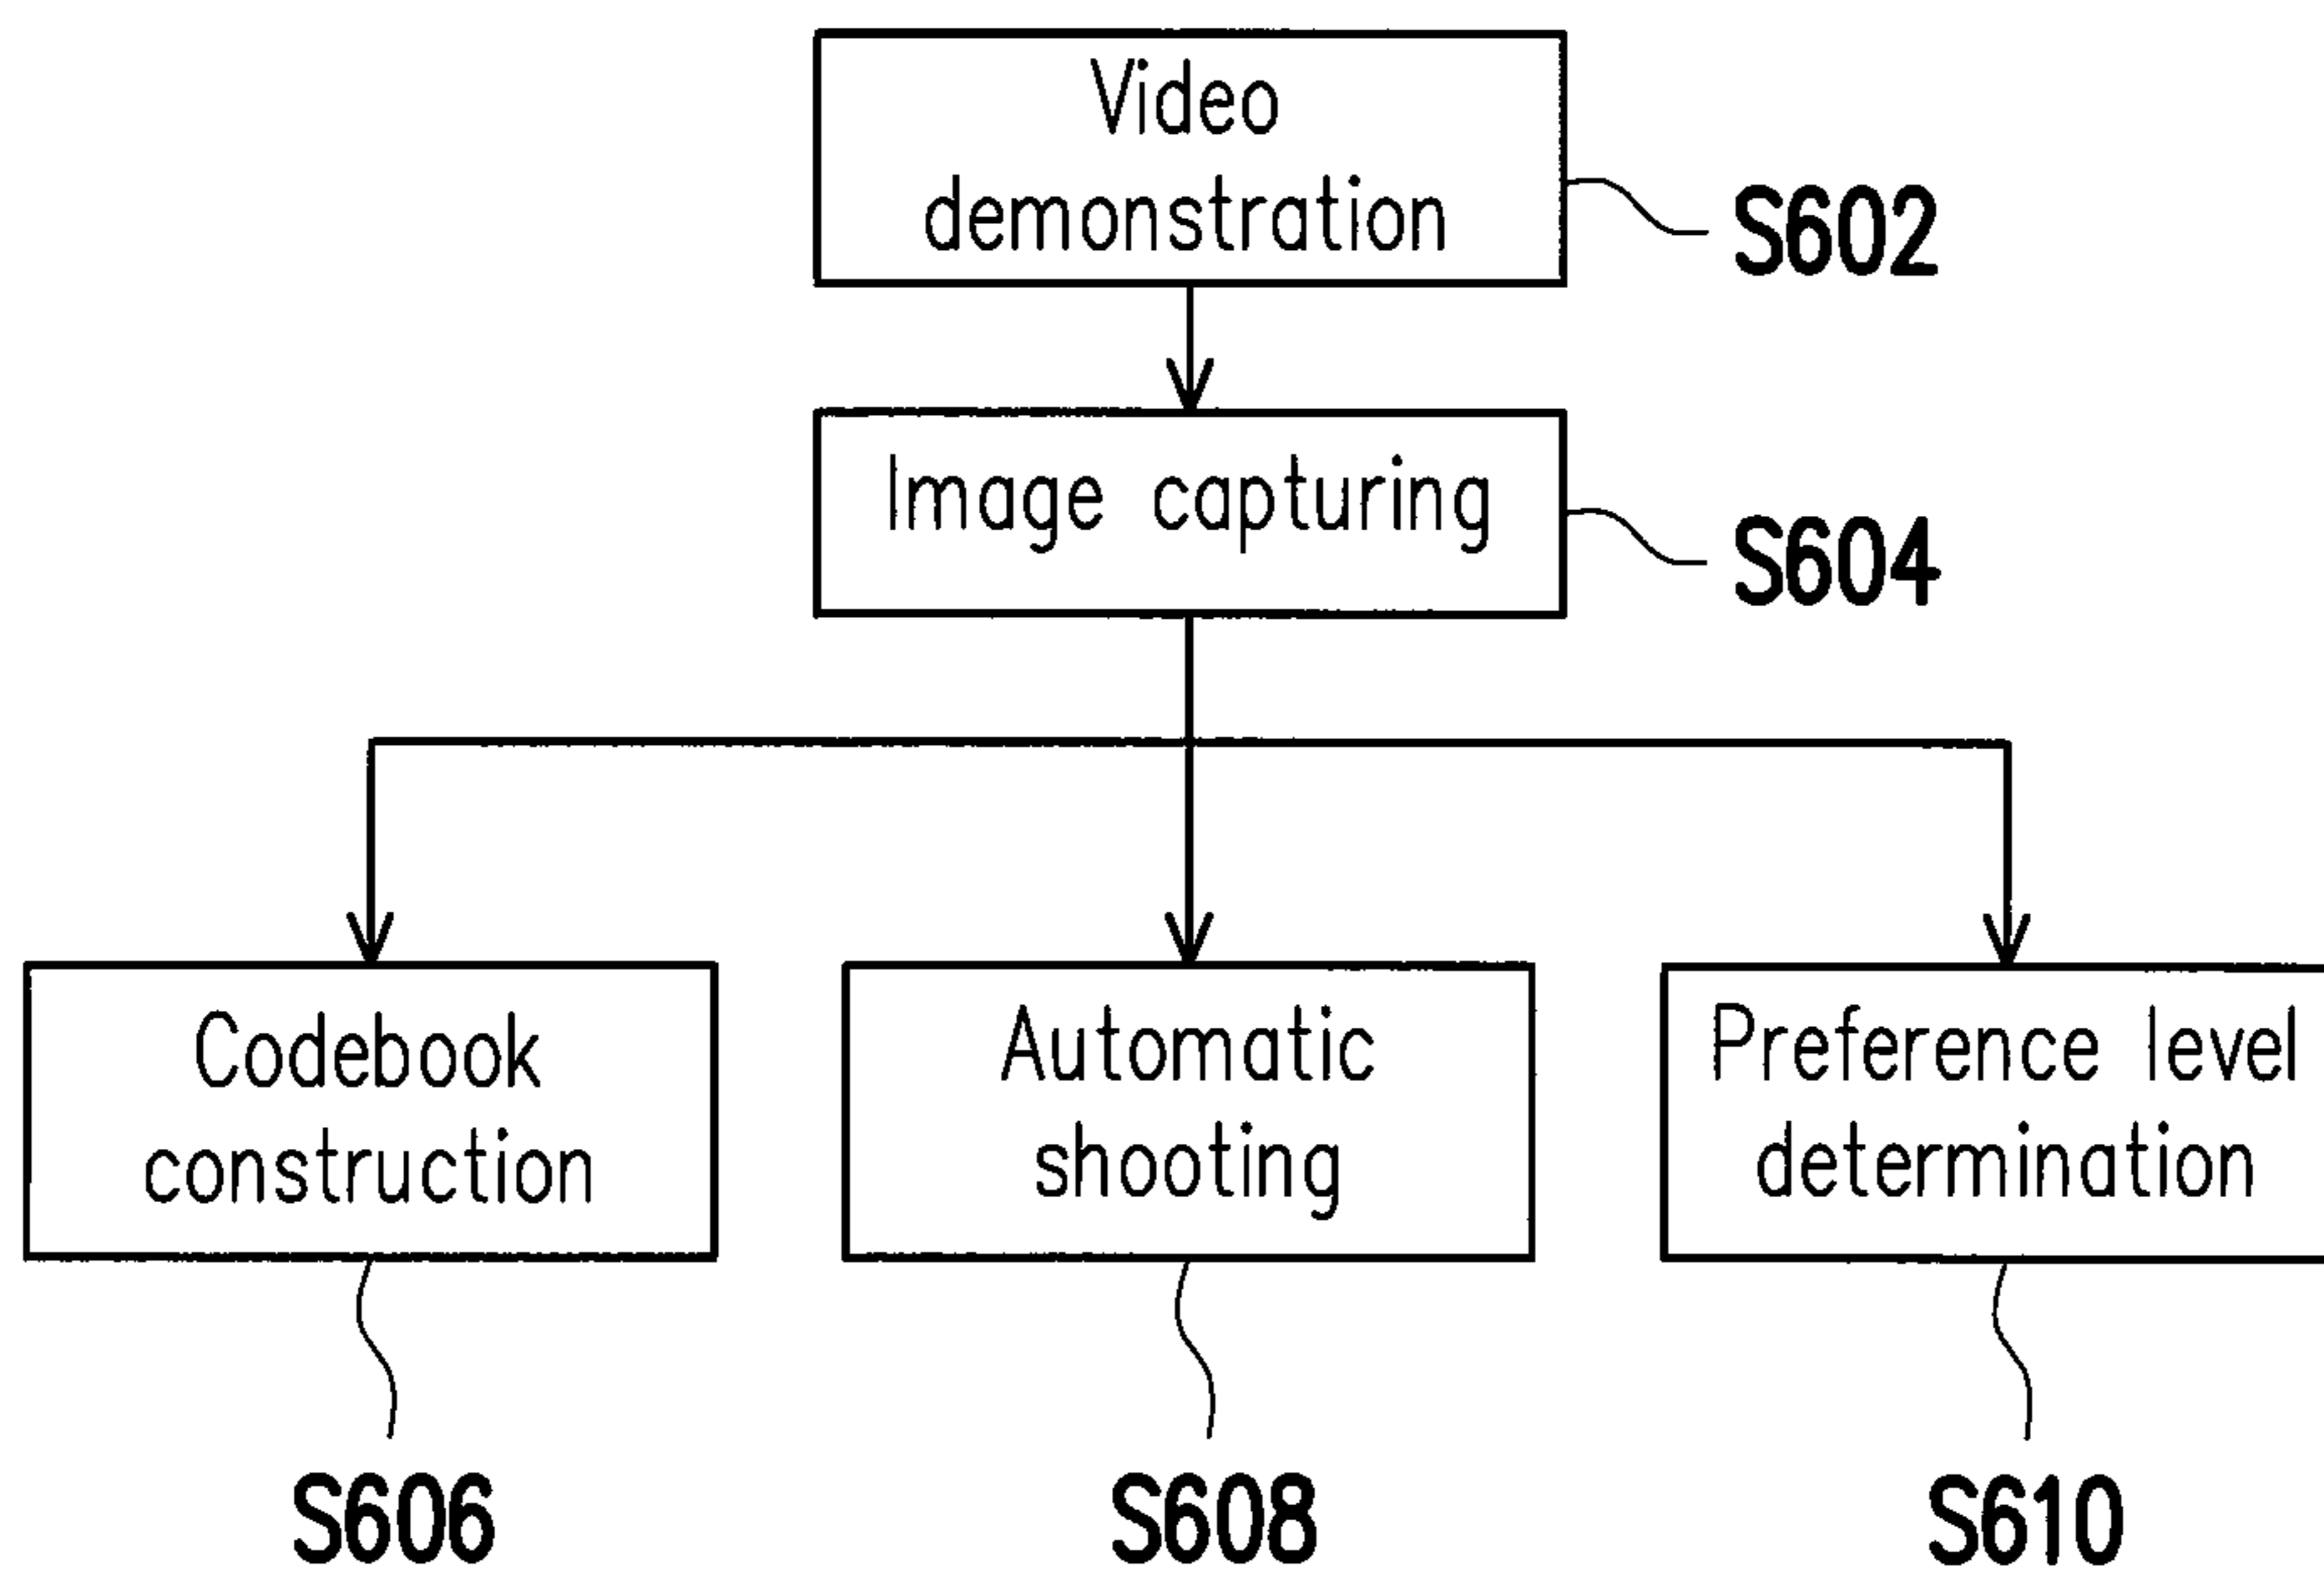 Video
demonstration
S602
Image capturing
S604
Codebook
construction
Automatic
shooting
Preference level
determination
S606
S608
S610